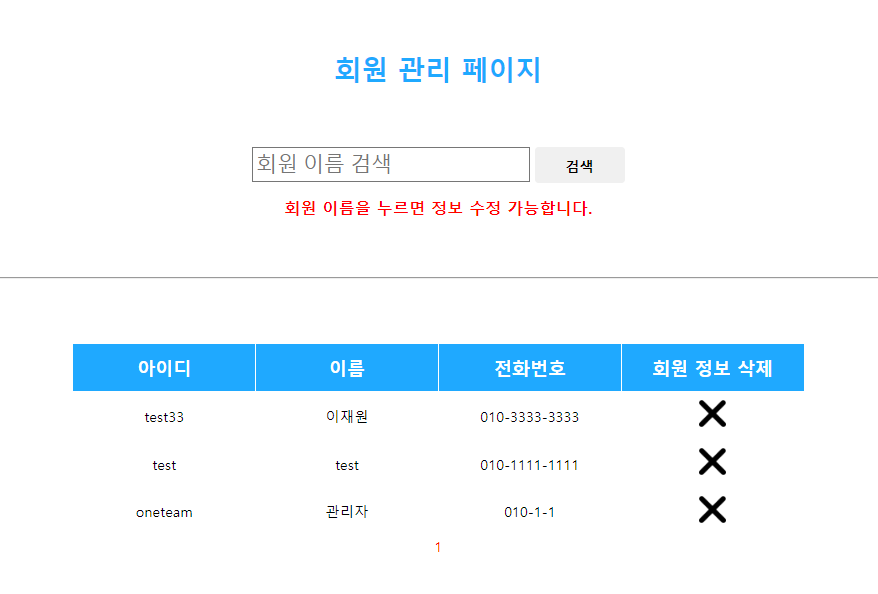 회원 관리 페이지
회원 이름 검색 검색
회원 이름을 누르면 정보 수정 가능합니다.
아이디 이름 전화번호 회원 정보 삭제
test33 이재원 010-3333-3333
test test 010-1111-1111
oneteam 관리자 010-1-1
1